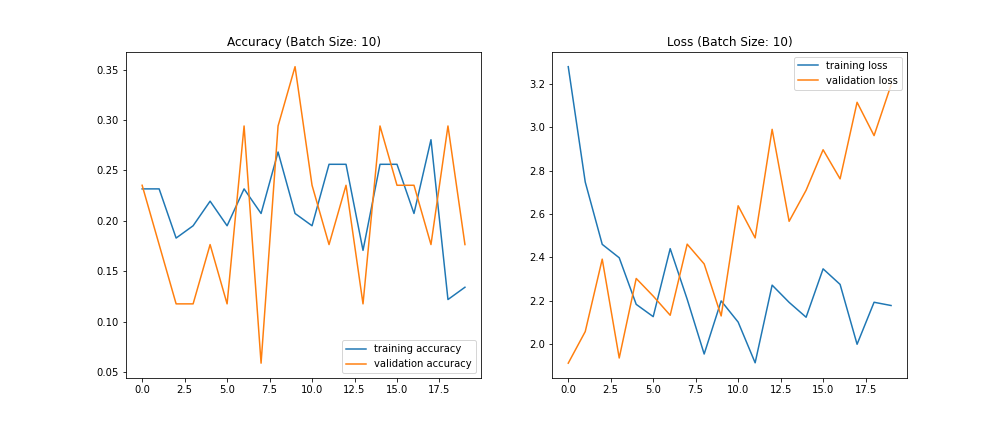 Accuracy (Batch Size: 10)
0.35
0.30
0.25
0.20
0.15
0.10
0.05
0.0 2.5 5.0 7.5 10.0 12.5 15.0 17.5
training accuracy
validation accuracy
Loss (Batch Size: 10)
training loss
validation loss
3.2
3.0
2.8
2.6
2.4
2.2
2.0
0.0 2.5 5.0 7.5 10.0 12.5 15.0 17.5